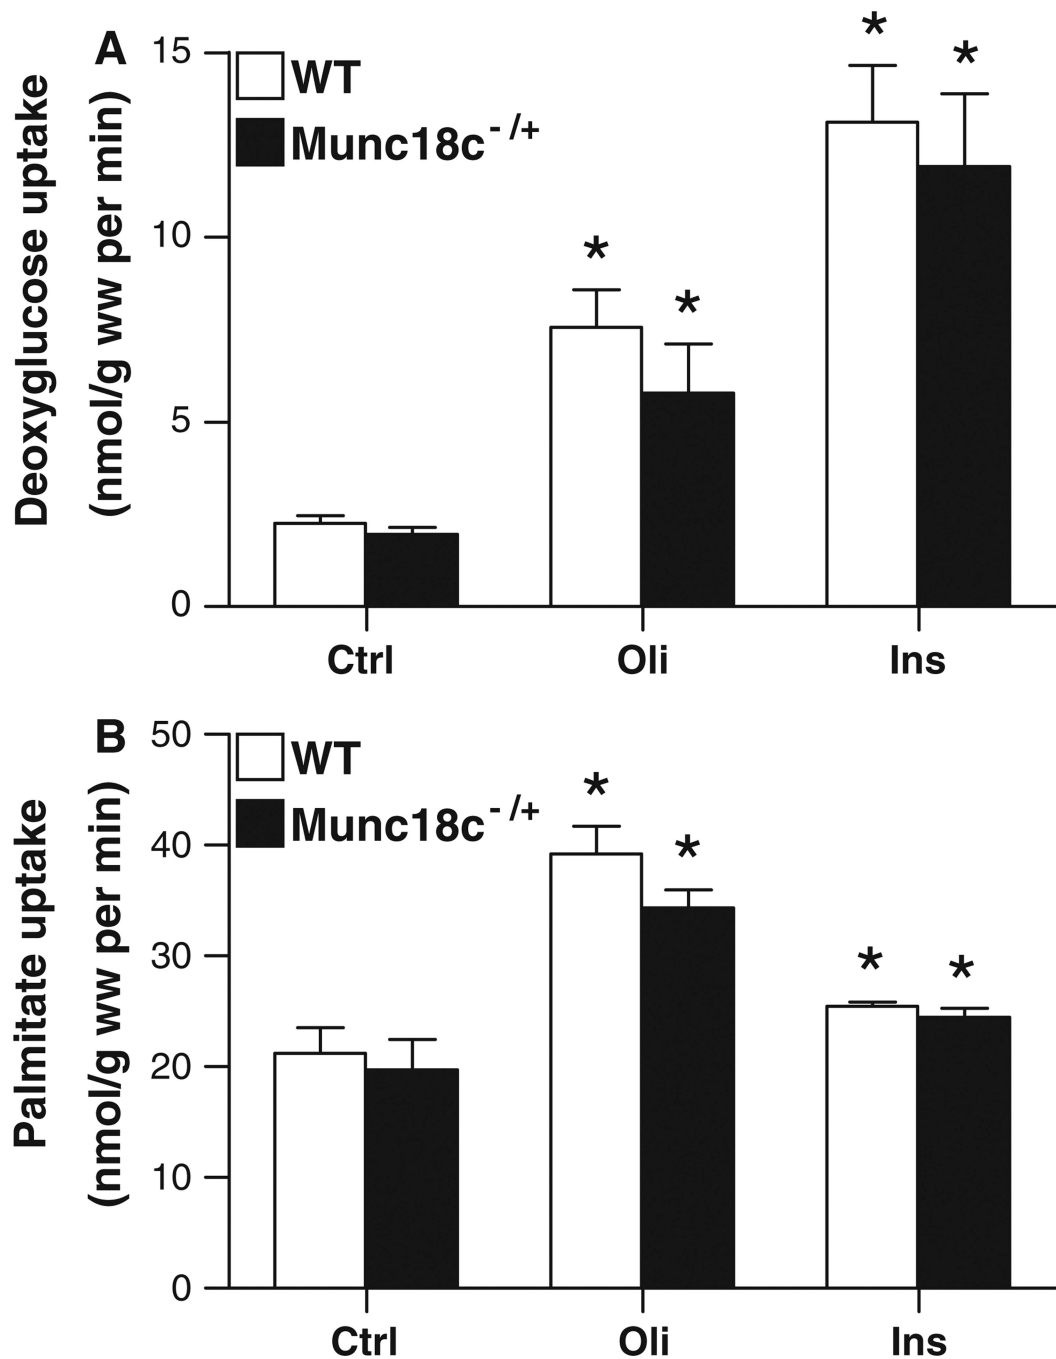 A
Deoxyglucose uptake
(nmol/g ww per min)
15
10
5
0
WT
Munc18c-/+
*
*
*
*
Ctrl
Oli
Ins
B
Palmitate uptake
(nmol/g ww per min)
50
40
30
20
10
0
WT
Munc18c-/+
*
*
*
*
Ctrl
Oli
Ins